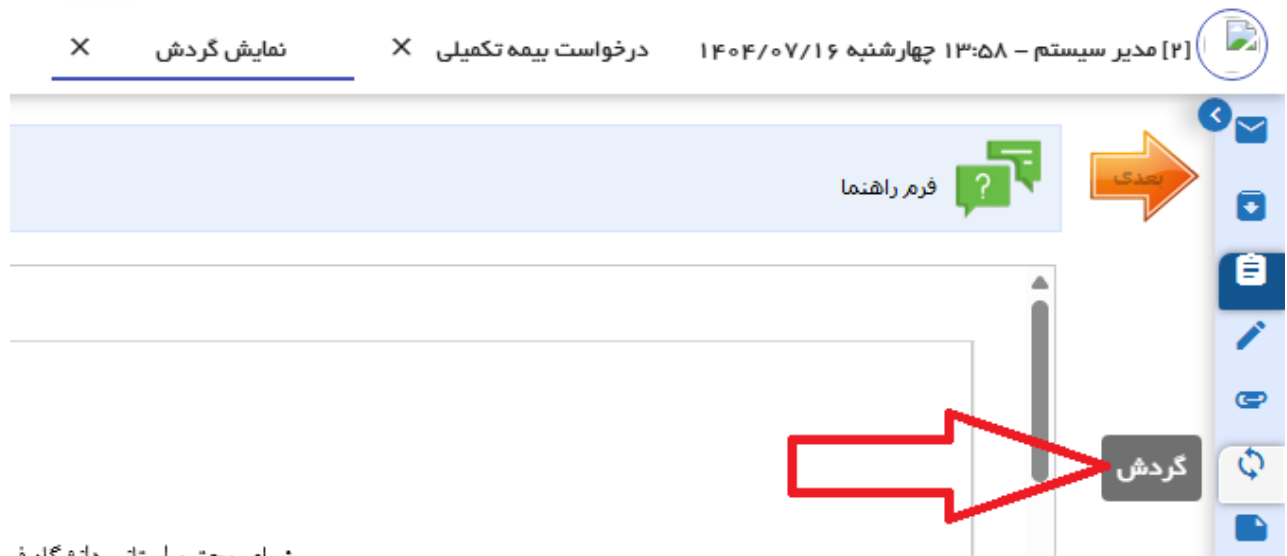 [۲] مدیر سیستم – ۱۳:۵۸ چهارشنبه ۱۴۰۴/۰۷/۱۶
درخواست بیمه تکمیلی ×
نمایش گردش ×
بعدی
فرم راهنما
گردش